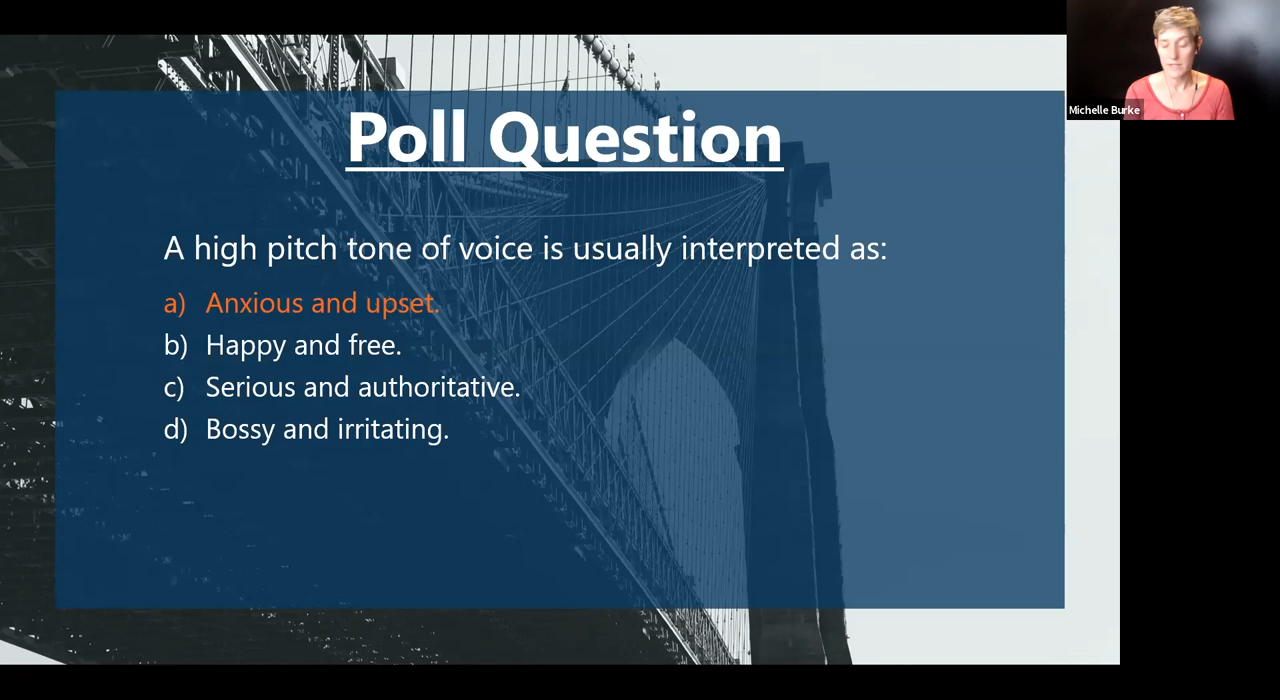 Poll Question
Michelle Burke
A high pitch tone of voice is usually interpreted as:
a) Anxious and upset.
b) Happy and free.
c) Serious and authoritative.
d) Bossy and irritating.